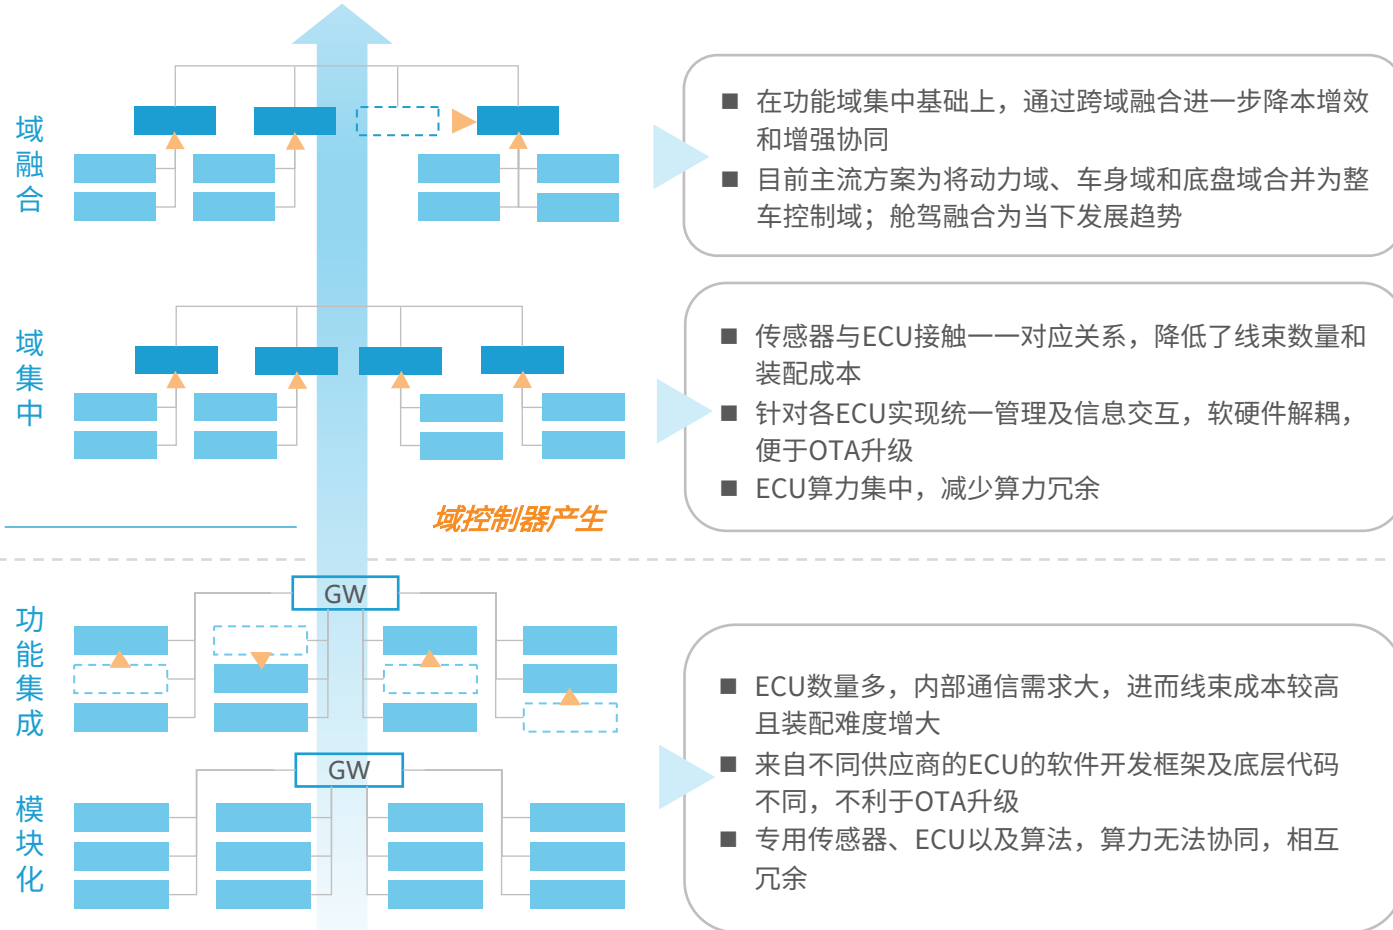 域融合
在功能域集中基础上，通过跨域融合进一步降本增效
和增强协同
目前主流方案为将动力域、车身域和底盘域合并为整
车控制域；舱驾融合为当下发展趋势
域集中
传感器与ECU接触一一对应关系，降低了线束数量和
装配成本
针对各ECU实现统一管理及信息交互，软硬件解耦，
便于OTA升级
ECU算力集中，减少算力冗余
域控制器产生
功能集成
GW
模块化
GW
ECU数量多，内部通信需求大，进而线束成本较高
且装配难度增大
来自不同供应商的ECU的软件开发框架及底层代码
不同，不利于OTA升级
专用传感器、ECU以及算法，算力无法协同，相互
冗余